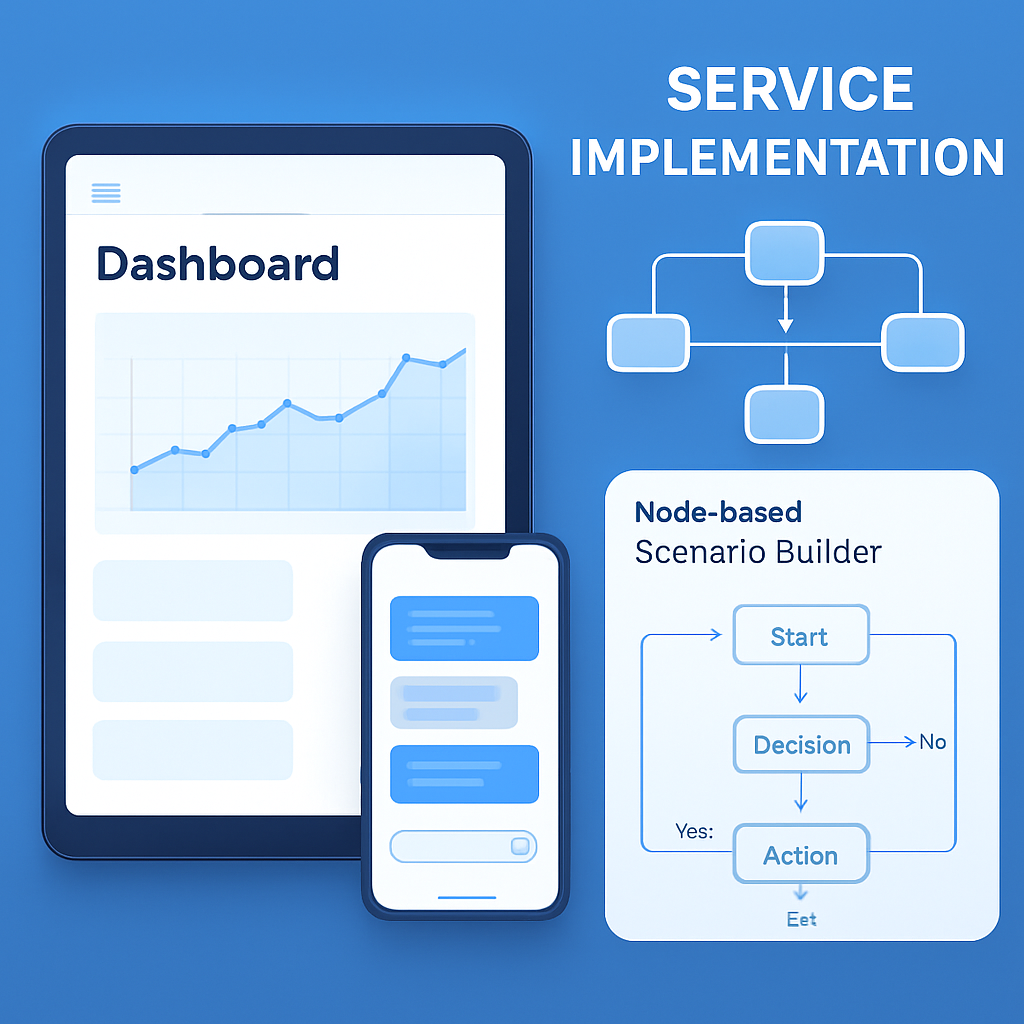 SERVICE
IMPLEMENTATION
Dashboard
Node-based
Scenario Builder
Start
Decision
No
Yes:
Action
Eet